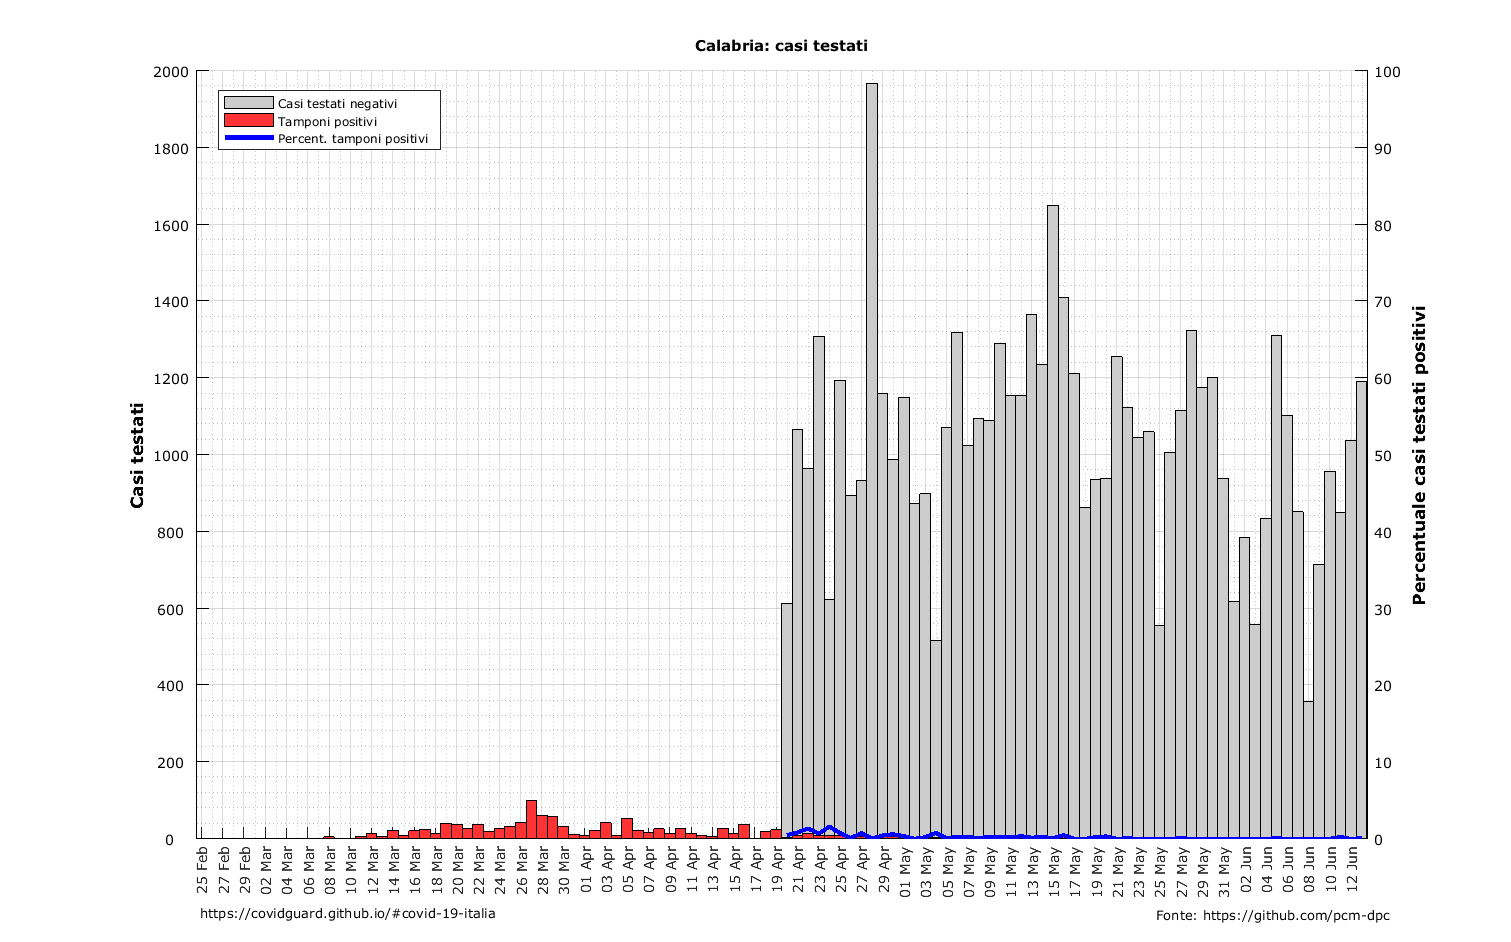 Calabria: casi testati
Casi testati negativi
Tamponi positivi
Percent. tamponi positivi
2000
1800
1600
1400
1200
1000
800
600
400
200
0
Casi testati
100
90
80
70
60
50
40
30
20
10
0
Percentuale casi testati positivi
25 Feb
27 Feb
29 Feb
02 Mar
04 Mar
06 Mar
08 Mar
10 Mar
12 Mar
14 Mar
16 Mar
18 Mar
20 Mar
22 Mar
24 Mar
26 Mar
28 Mar
30 Mar
01 Apr
03 Apr
05 Apr
07 Apr
09 Apr
11 Apr
13 Apr
15 Apr
17 Apr
19 Apr
21 Apr
23 Apr
25 Apr
27 Apr
29 Apr
01 May
03 May
05 May
07 May
09 May
11 May
13 May
15 May
17 May
19 May
21 May
23 May
25 May
27 May
29 May
31 May
02 Jun
04 Jun
06 Jun
08 Jun
10 Jun
12 Jun
https://covidguard.github.io/#covid-19-italia
Fonte: https://github.com/pcm-dpc